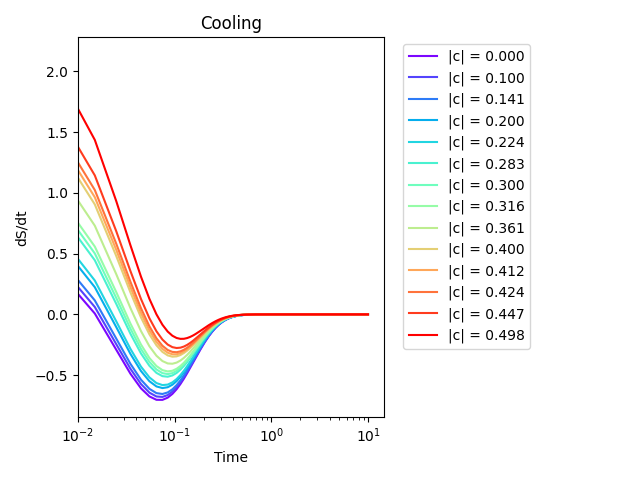 Cooling
dS/dt
2.0
1.5
1.0
0.5
0.0
−0.5
10⁻²
10⁻¹
10⁰
10¹
Time
|c| = 0.000
|c| = 0.100
|c| = 0.141
|c| = 0.200
|c| = 0.224
|c| = 0.283
|c| = 0.300
|c| = 0.316
|c| = 0.361
|c| = 0.400
|c| = 0.412
|c| = 0.424
|c| = 0.447
|c| = 0.498